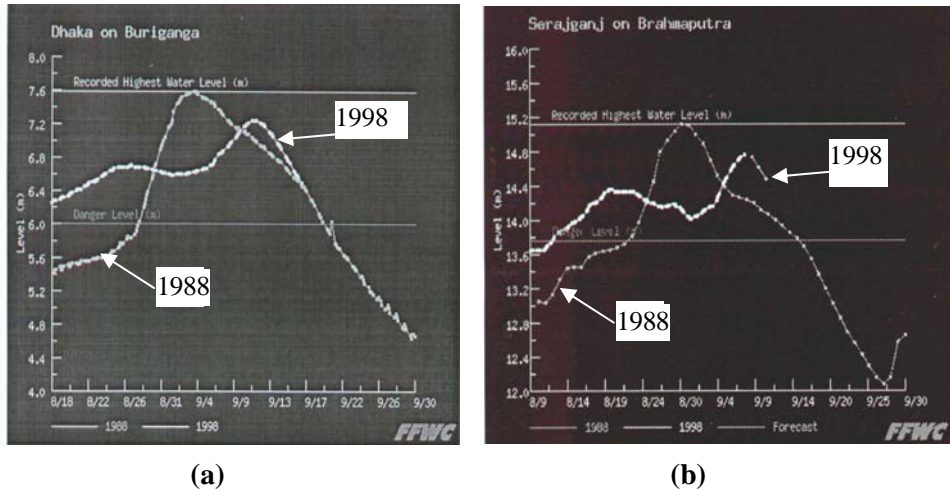 Dhaka on Buriganga
8.0
Recorded Highest Water Level (m)
7.6
1998
7.2
6.8
6.4
Danger Level (m)
6.0
Level (m)
5.6
1988
5.2
4.8
4.4
4.0
8/18 8/22 8/26 8/31 9/4 9/9 9/13 9/17 9/22 9/26 9/30
1988 1998
FFWC
(a)
Serajganj on Brahmaputra
16.0
15.6
Recorded Highest Water Level (m)
15.2
1998
14.8
14.4
14.0
Danger Level (m)
13.6
Level (m)
13.2
1988
12.8
12.4
12.0
8/9 8/14 8/19 8/24 8/30 9/4 9/9 9/14 9/20 9/25 9/30
1988 1998 Forecast
FFWC
(b)